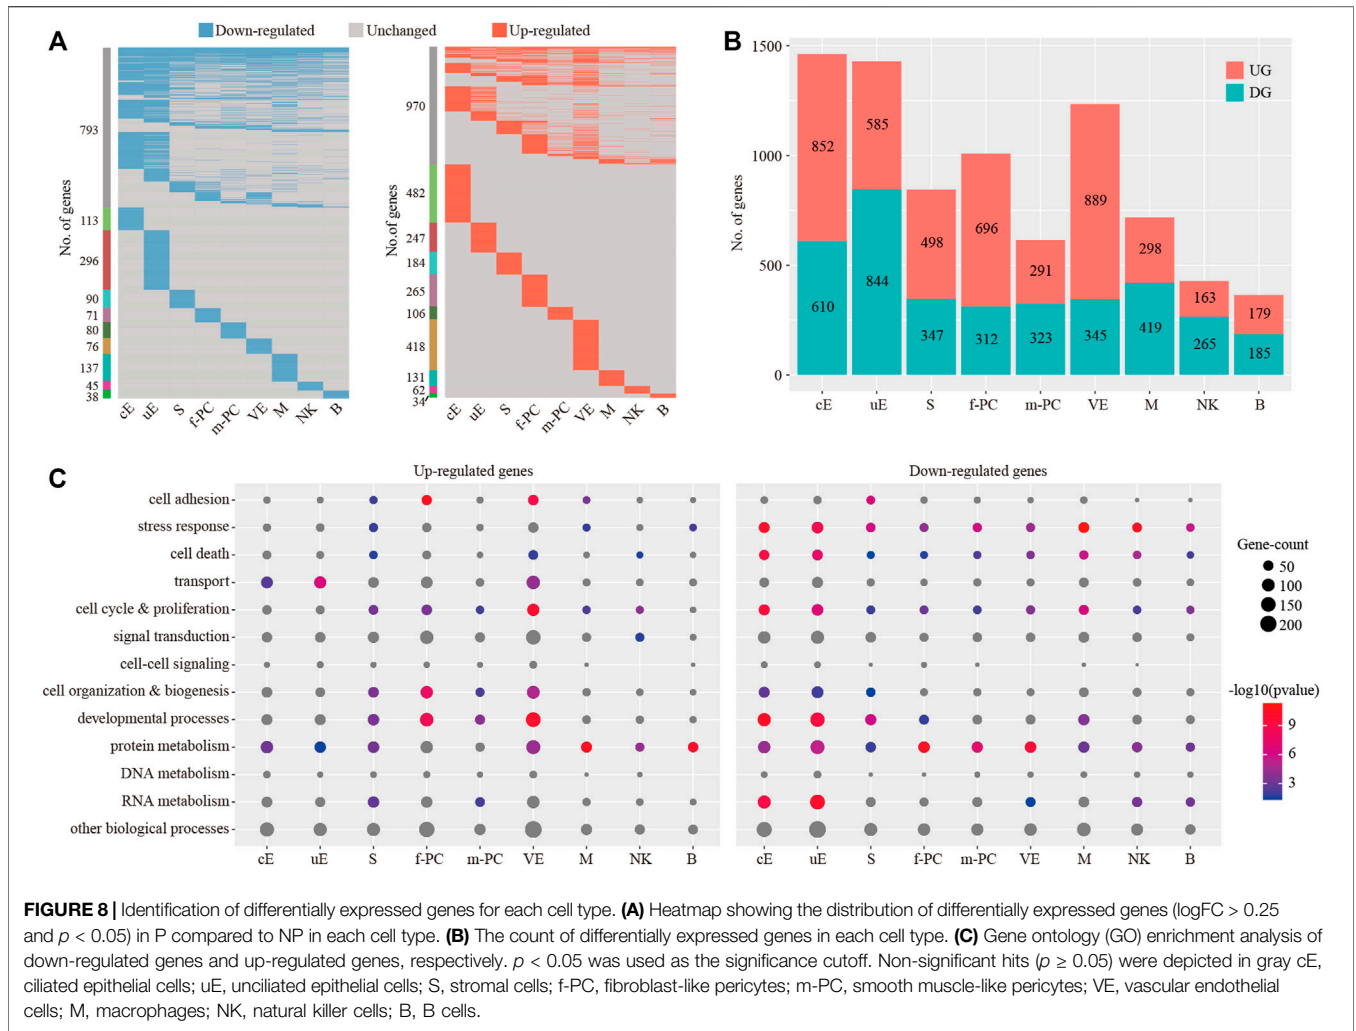 A
Down-regulated
Unchanged
Up-regulated
No. of genes
793
113
296
90
71
80
76
137
45
38
cE
uE
S
f-PC
m-PC
VE
M
NK
B
No.of genes
970
482
247
184
265
106
418
131
62
34
cE
uE
S
f-PC
m-PC
VE
M
NK
B
B
No. of genes
1500
1000
500
0
UG
DG
852
585
498
696
291
889
298
163
179
610
844
347
312
323
345
419
265
185
cE
uE
S
f-PC
m-PC
VE
M
NK
B
C
Up-regulated genes
Down-regulated genes
cell adhesion
stress response
cell death
transport
cell cycle & proliferation
signal transduction
cell-cell signaling
cell organization & biogenesis
developmental processes
protein metabolism
DNA metabolism
RNA metabolism
other biological processes
cE
uE
S
f-PC
m-PC
VE
M
NK
B
cE
uE
S
f-PC
m-PC
VE
M
NK
B
Gene-count
50
100
150
200
-log10(pvalue)
9
6
3
FIGURE 8 | Identification of differentially expressed genes for each cell type. (A) Heatmap showing the distribution of differentially expressed genes (logFC > 0.25
and p < 0.05) in P compared to NP in each cell type. (B) The count of differentially expressed genes in each cell type. (C) Gene ontology (GO) enrichment analysis of
down-regulated genes and up-regulated genes, respectively. p < 0.05 was used as the significance cutoff. Non-significant hits (p ≥ 0.05) were depicted in gray cE,
ciliated epithelial cells; uE, unciliated epithelial cells; S, stromal cells; f-PC, fibroblast-like pericytes; m-PC, smooth muscle-like pericytes; VE, vascular endothelial
cells; M, macrophages; NK, natural killer cells; B, B cells.